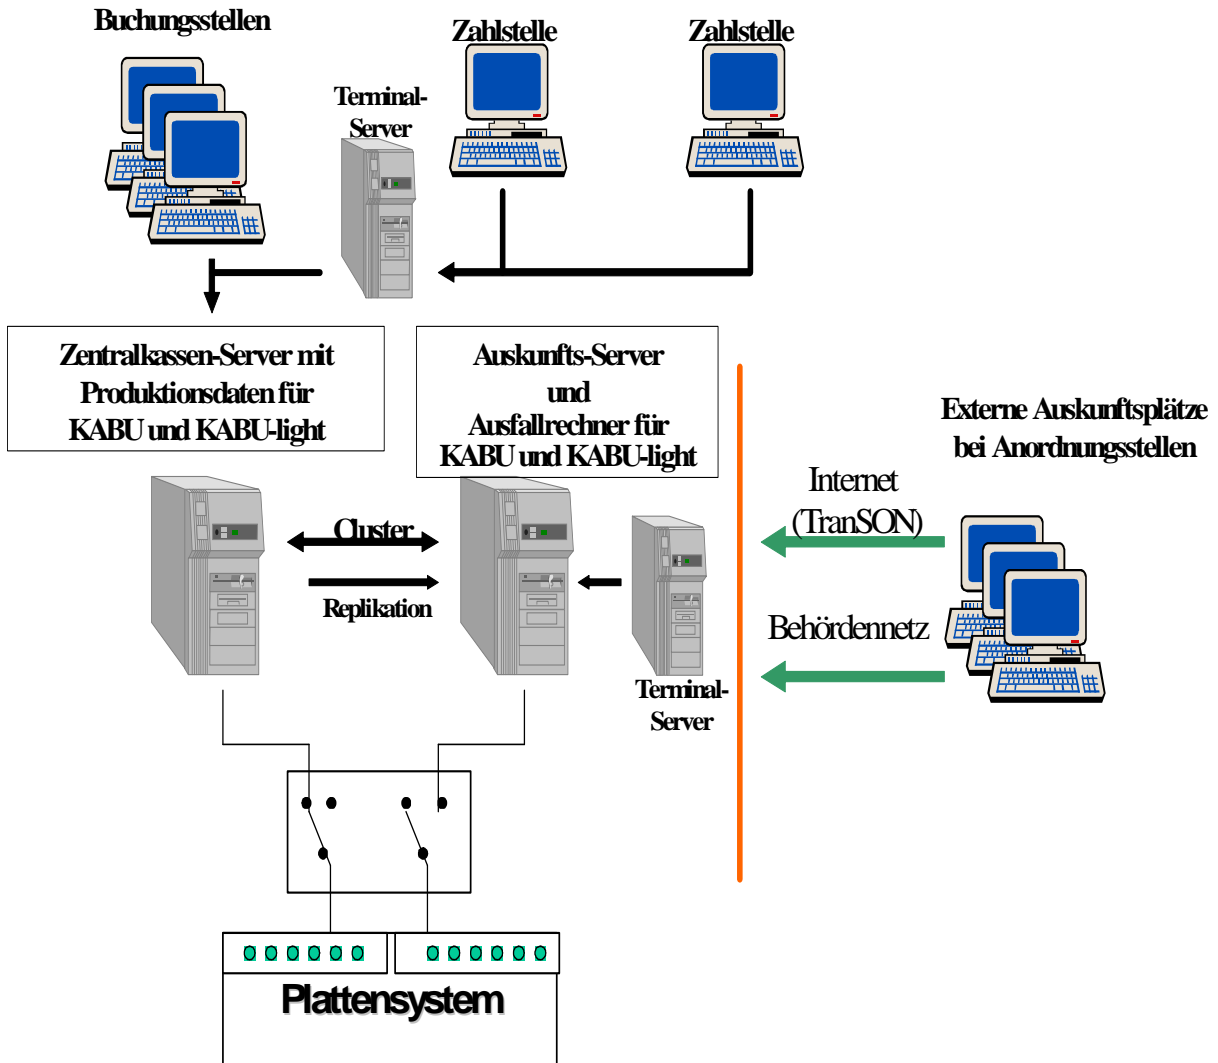 Buchungsstellen
Zahlstelle
Zahlstelle
Terminal-
Server
Zentralkassen-Server mit
Produktionsdaten für
KABU und KABU-light
Auskunfts-Server
und
Ausfallrechner für
KABU und KABU-light
Externe Auskunftsplätze
bei Anordnungsstellen
Internet
(TranSON)
Cluster
Replikation
Behördennetz
Terminal-
Server
Plattensystem